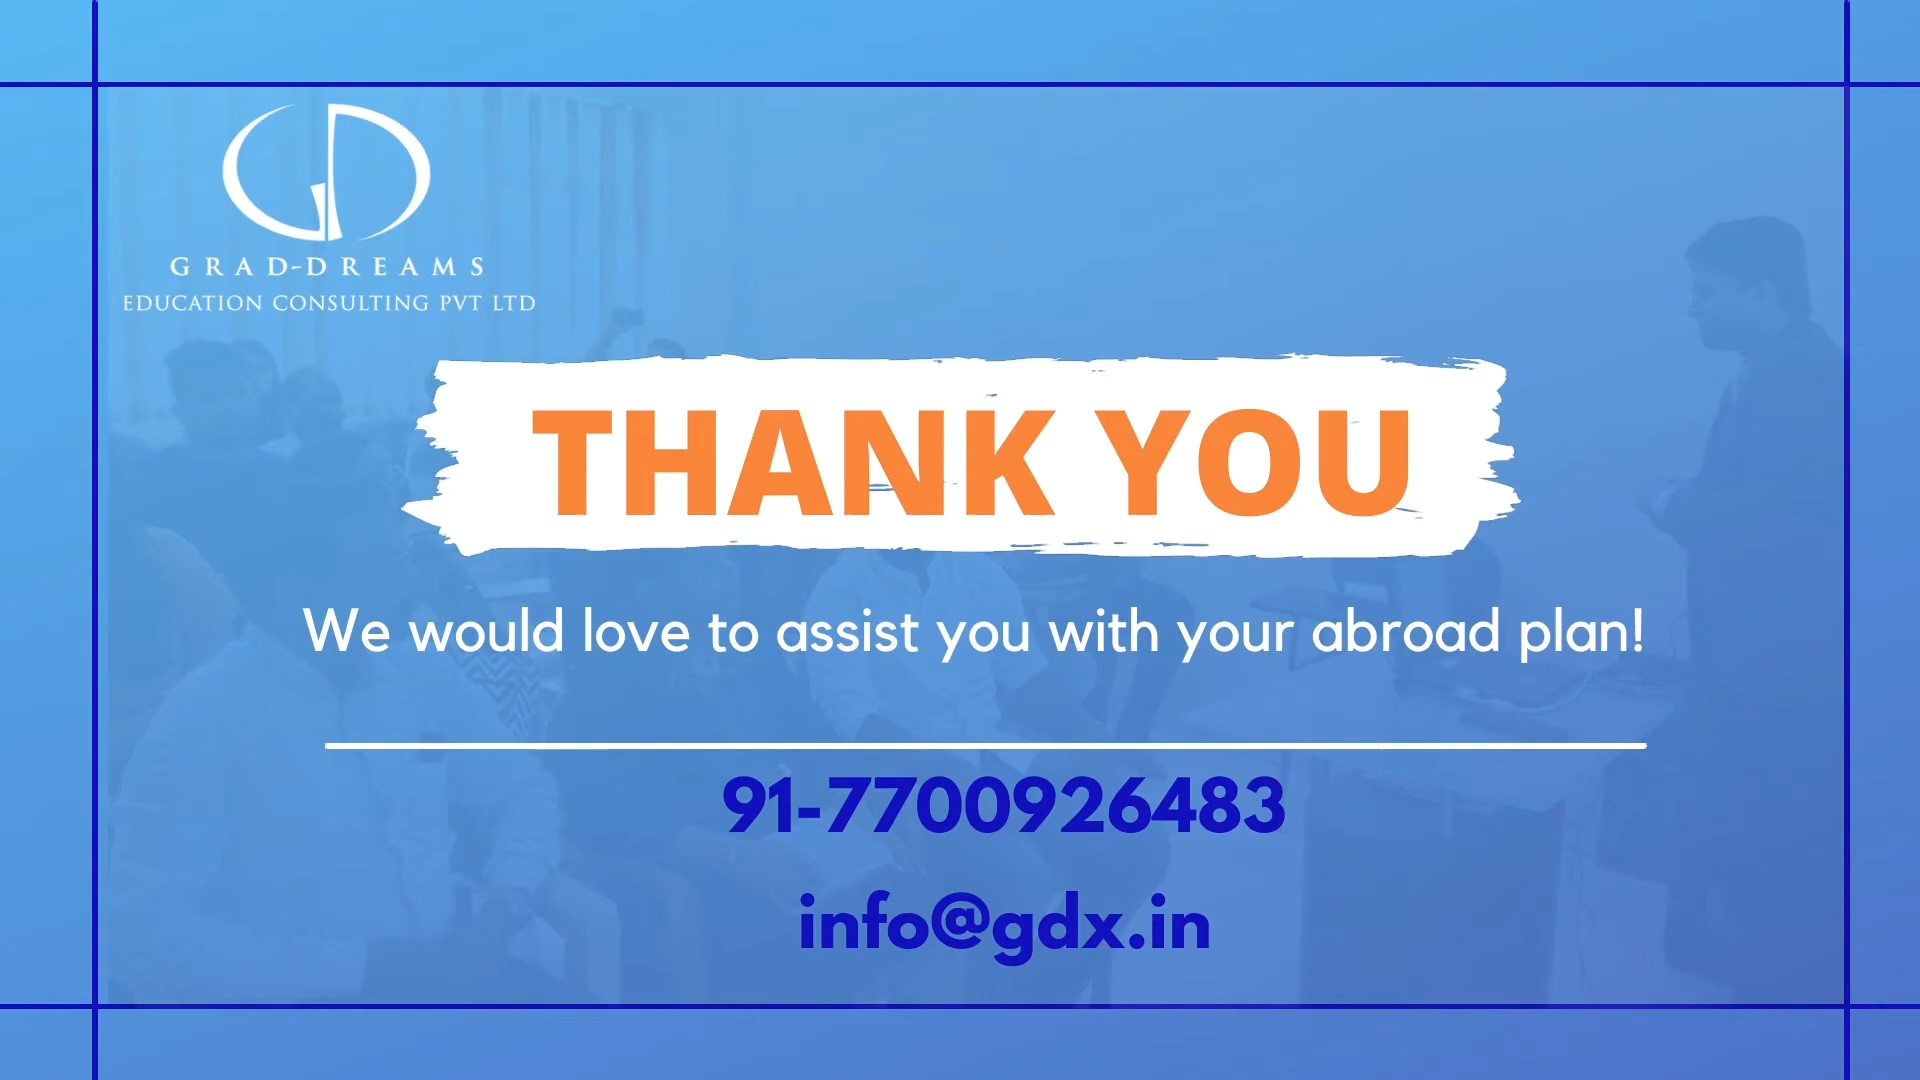 GD
GRAD-DREAMS
EDUCATION CONSULTING PVT LTD
THANK YOU
We would love to assist you with your abroad plan!
91-7700926483
info@gdx.in